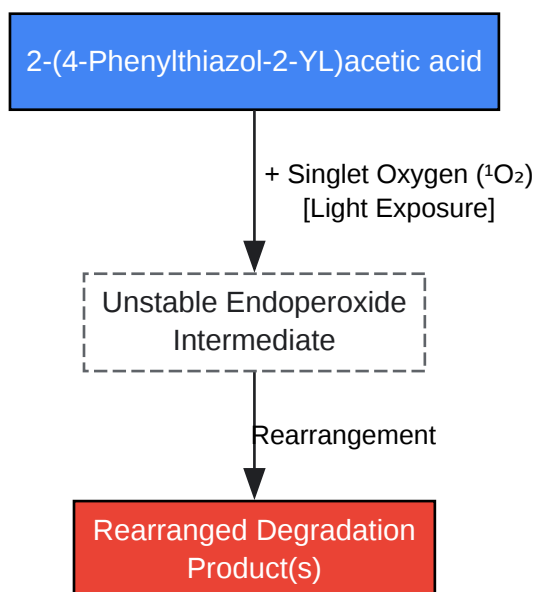 2-(4-Phenylthiazol-2-YL)acetic acid
+ Singlet Oxygen (¹O₂)
[Light Exposure]
Unstable Endoperoxide
Intermediate
Rearrangement
Rearranged Degradation
Product(s)